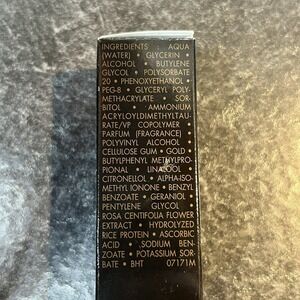 INGREDIENTS : AQUA
(WATER) • GLYCERIN •
ALCOHOL • BUTYLENE
GLYCOL • POLYSORBATE
20 • PHENOXYETHANOL •
PEG-8 • GLYCERYL POLY-
METHACRYLATE • SOR-
BITOL • AMMONIUM
ACRYLOYLDIMETHYLTAU-
RATE/VP COPOLYMER •
PARFUM (FRAGRANCE) •
POLYVINYL ALCOHOL •
CELLULOSE GUM • GOLD •
BUTYLPHENYL METHYLPRO-
PIONAL • LINALOOL •
CITRONELLOL • ALPHA-ISO-
METHYL IONONE • BENZYL
BENZOATE • GERANIOL •
PENTYLENE GLYCOL •
ROSA CENTIFOLIA FLOWER
EXTRACT • HYDROLYZED
RICE PROTEIN • ASCORBIC
ACID • SODIUM BEN-
ZOATE • POTASSIUM SOR-
BATE • BHT 07171M